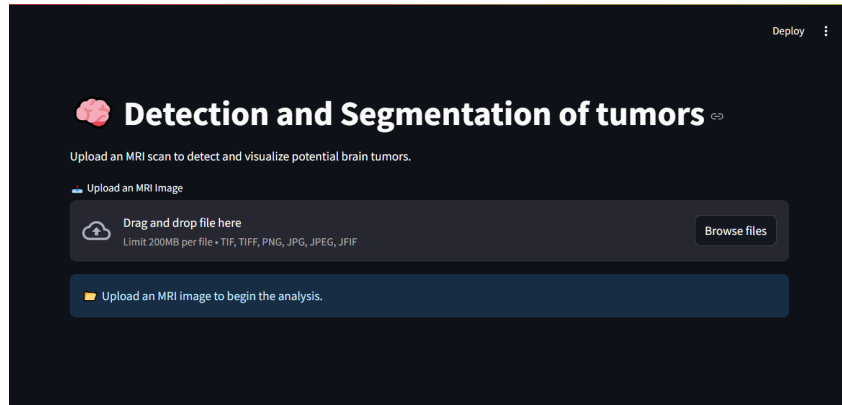 Deploy
Detection and Segmentation of tumors
Upload an MRI scan to detect and visualize potential brain tumors.
Upload an MRI Image
Drag and drop file here
Limit 200MB per file • TIF, TIFF, PNG, JPG, JPEG, JFIF
Browse files
Upload an MRI image to begin the analysis.